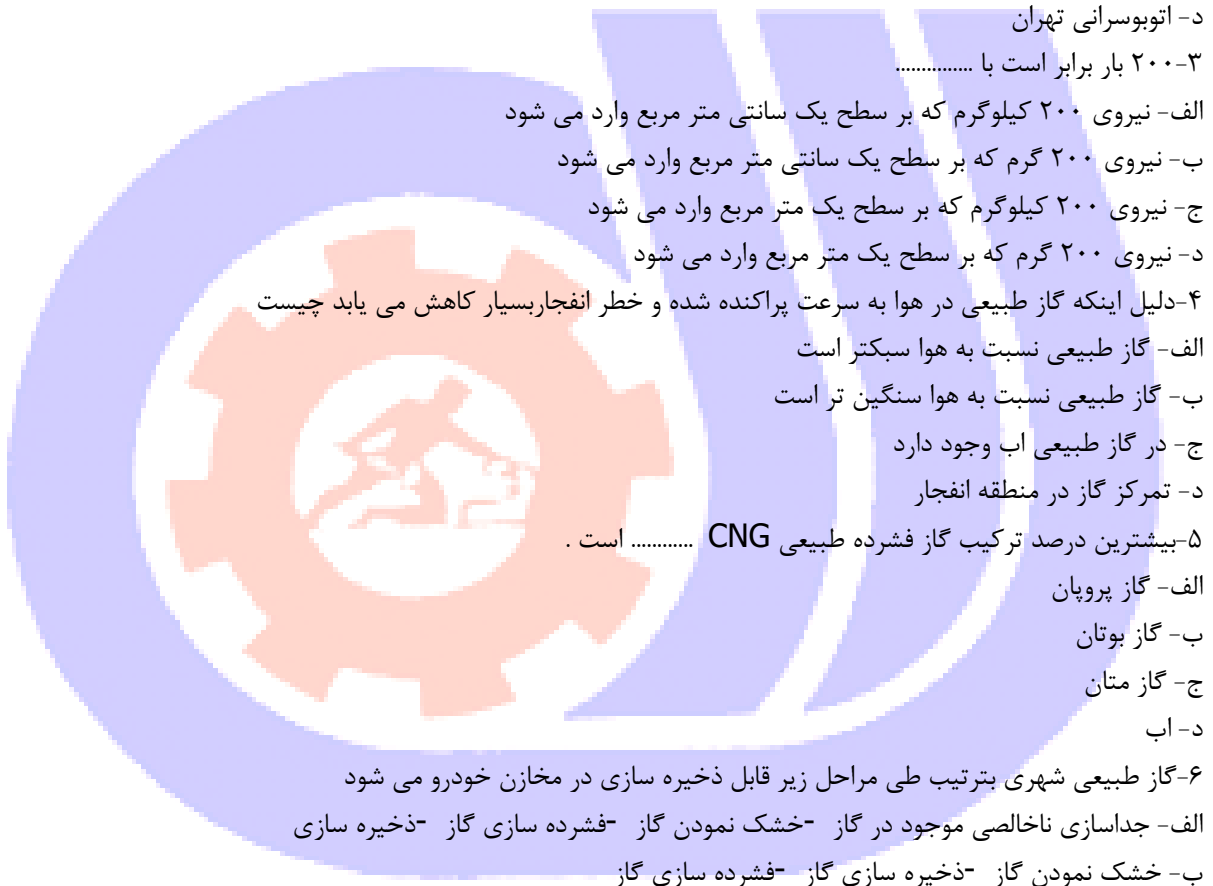 د- اتوبوسرانی تهران
۳-۲۰۰ بار برابر است با ...............
الف- نیروی ۲۰۰ کیلوگرم که بر سطح یک سانتی متر مربع وارد می شود
ب- نیروی ۲۰۰ گرم که بر سطح یک سانتی متر مربع وارد می شود
ج- نیروی ۲۰۰ کیلوگرم که بر سطح یک متر مربع وارد می شود
د- نیروی ۲۰۰ گرم که بر سطح یک متر مربع وارد می شود
۴-دلیل اینکه گاز طبیعی در هوا به سرعت پراکنده شده و خطر انفجاربسیار کاهش می یابد چیست
الف- گاز طبیعی نسبت به هوا سبکتر است
ب- گاز طبیعی نسبت به هوا سنگین تر است
ج- در گاز طبیعی اب وجود دارد
د- تمرکز گاز در منطقه انفجار
۵-بیشترین درصد ترکیب گاز فشرده طبیعی CNG ............ است .
الف- گاز پروپان
ب- گاز بوتان
ج- گاز متان
د- اب
۶-گاز طبیعی شهری بترتیب طی مراحل زیر قابل ذخیره سازی در مخازن خودرو می شود
الف- جداسازی ناخالصی موجود در گاز -خشک نمودن گاز -فشرده سازی گاز -ذخیره سازی
ب- خشک نمودن گاز -ذخیره سازی گاز -فشرده سازی گاز